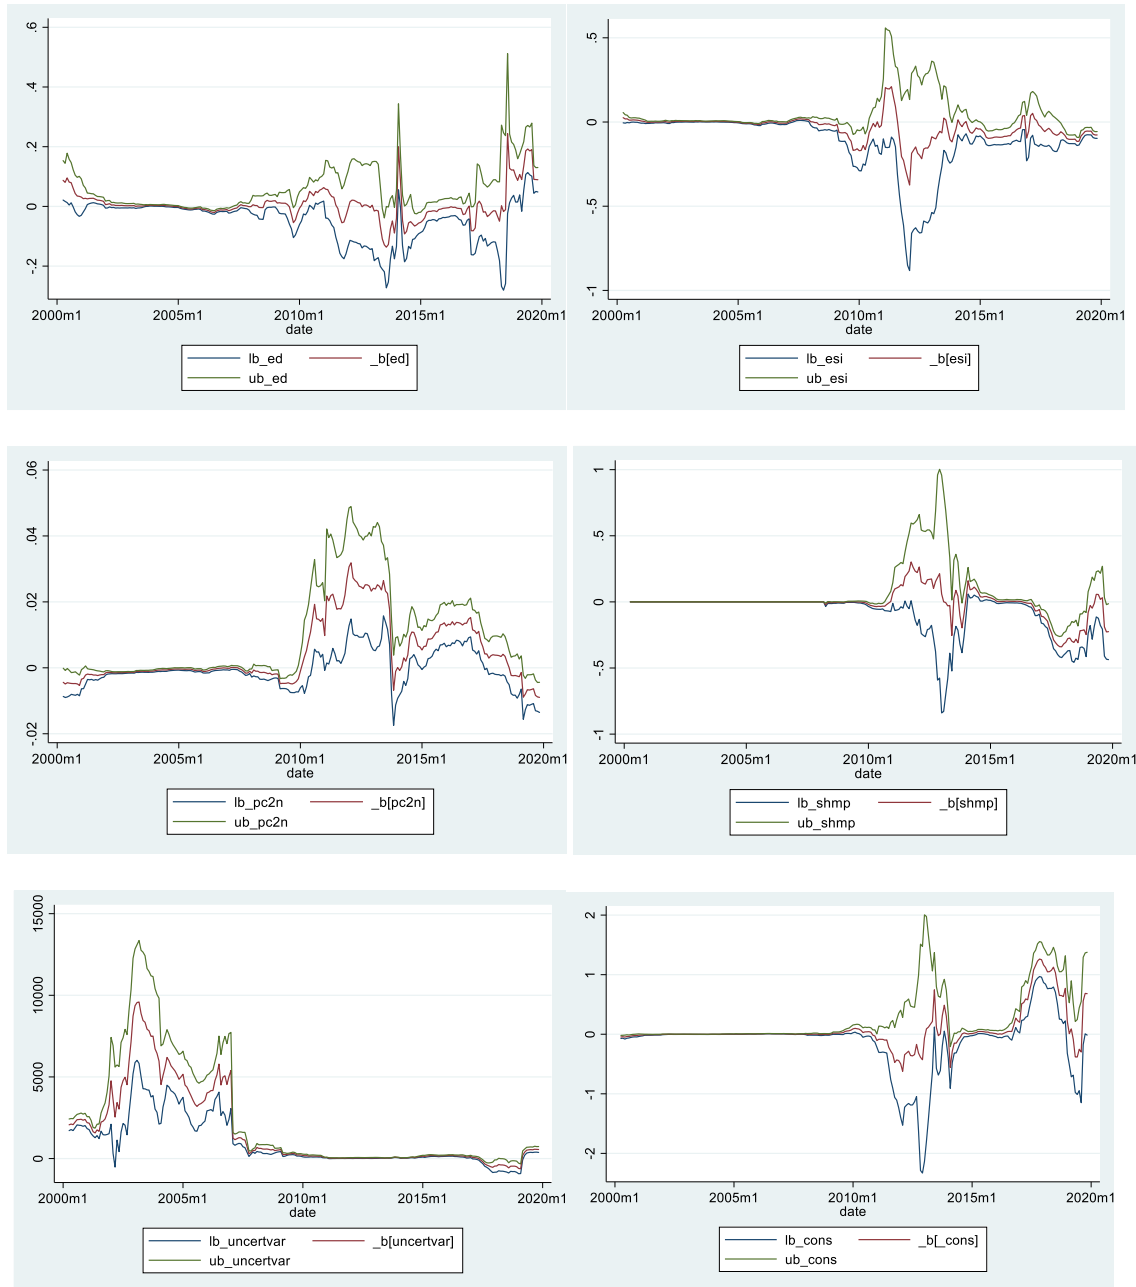 .6
.4
.2
0
-.2
2000m1 2005m1 2010m1 2015m1 2020m1
date
lb_ed _b[ed]
ub_ed
.5
0
-.5
-1
2000m1 2005m1 2010m1 2015m1 2020m1
date
lb_esi _b[esi]
ub_esi
.06
.04
.02
0
-.02
2000m1 2005m1 2010m1 2015m1 2020m1
date
lb_pc2n _b[pc2n]
ub_pc2n
1
.5
0
-.5
-1
2000m1 2005m1 2010m1 2015m1 2020m1
date
lb_shmp _b[shmp]
ub_shmp
15000
10000
5000
0
2000m1 2005m1 2010m1 2015m1 2020m1
date
lb_uncertvar _b[uncertvar]
ub_uncertvar
2
1
0
-1
-2
2000m1 2005m1 2010m1 2015m1 2020m1
date
lb_cons _b[_cons]
ub_cons